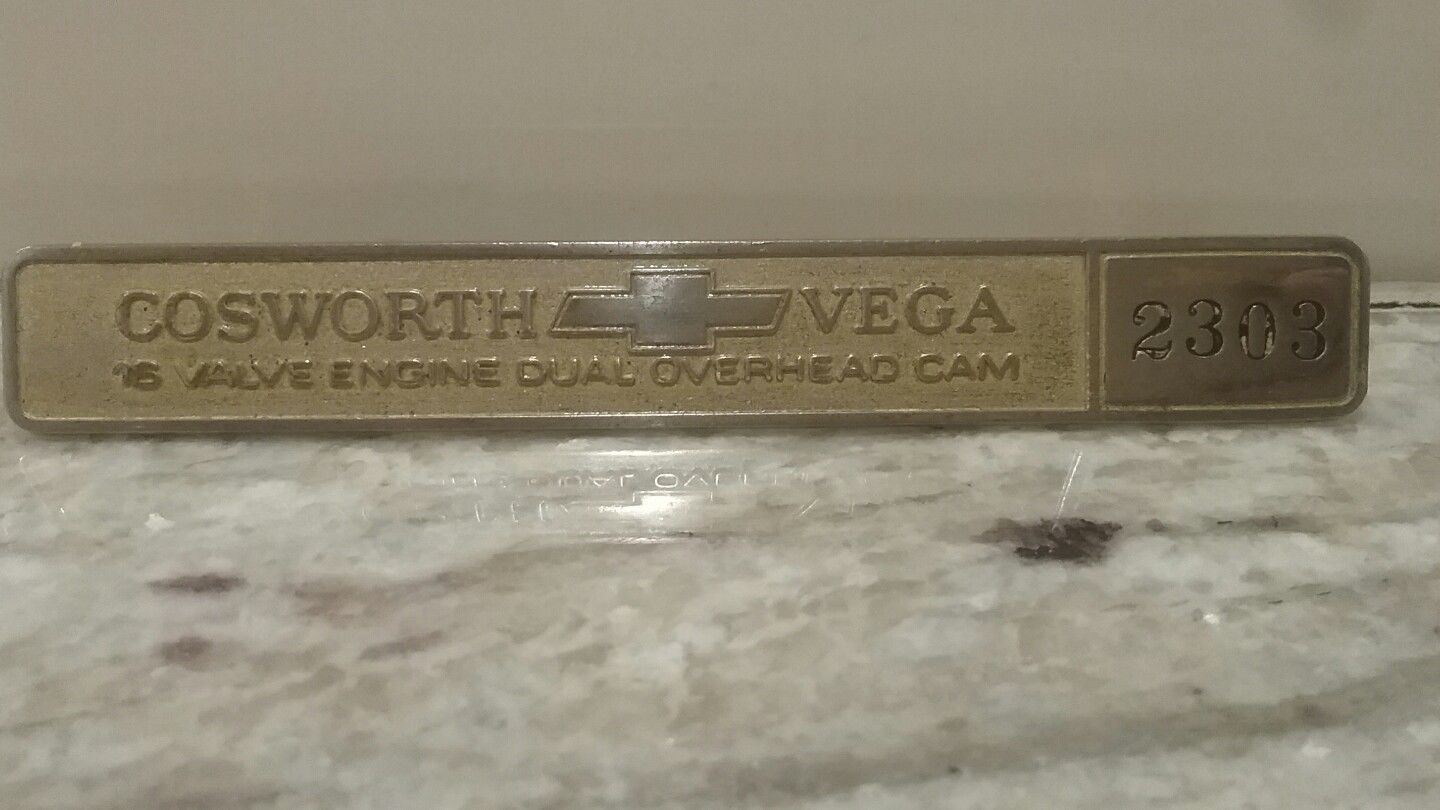 COSWORTH VEGA 2303
16 VALVE ENGINE DUAL OVERHEAD CAM